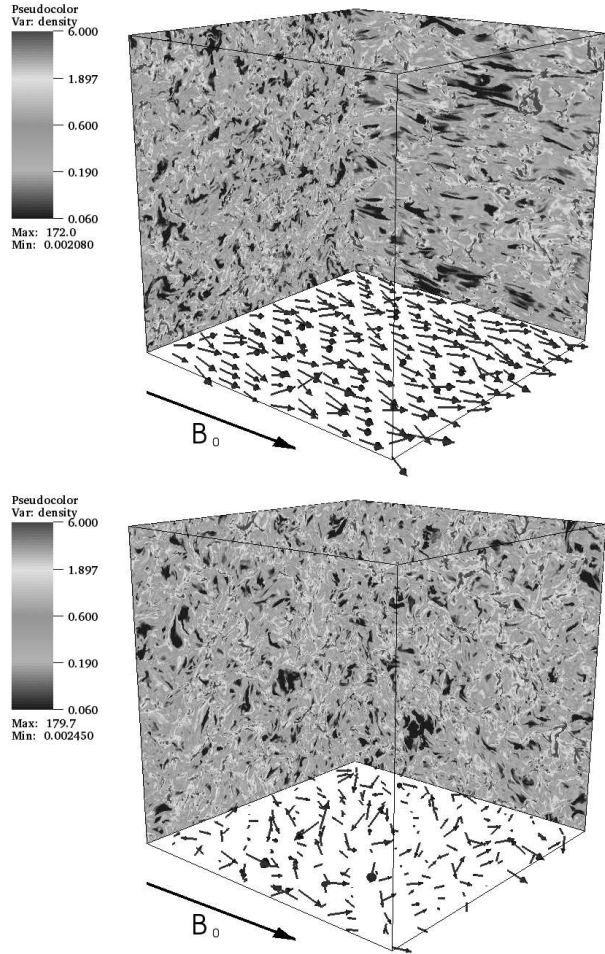 Pseudocolor
Var: density
6.000
1.897
0.600
0.190
0.060
Max: 172.0
Min: 0.002080
B0
Pseudocolor
Var: density
6.000
1.897
0.600
0.190
0.060
Max: 179.7
Min: 0.002450
B0